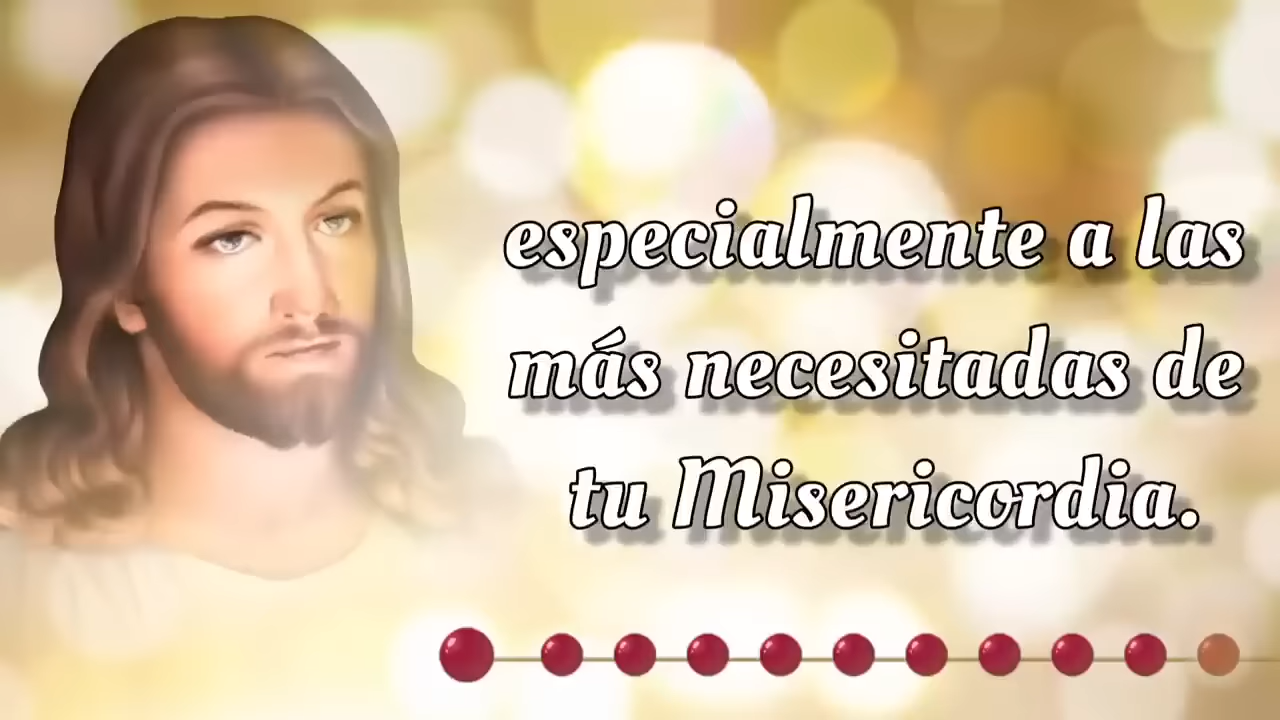 especialmente a las
más necesitadas de
tu Misericordia.